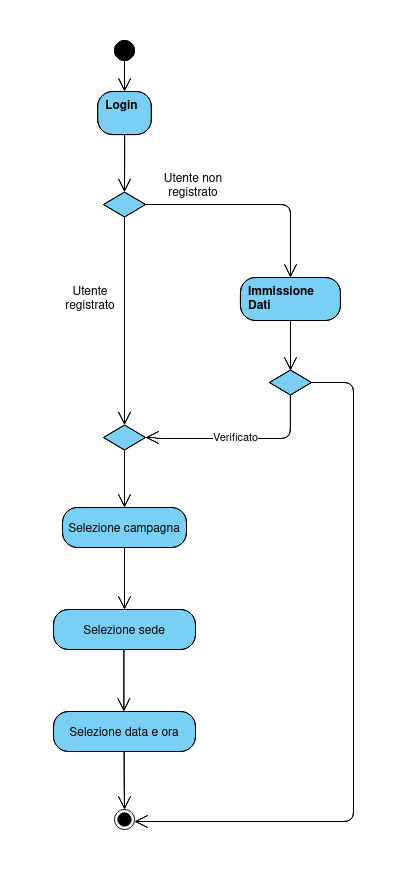 Login
Utente non
registrato
Immissione
Dati
Utente
registrato
Verificato
Selezione campagna
Selezione sede
Selezione data e ora